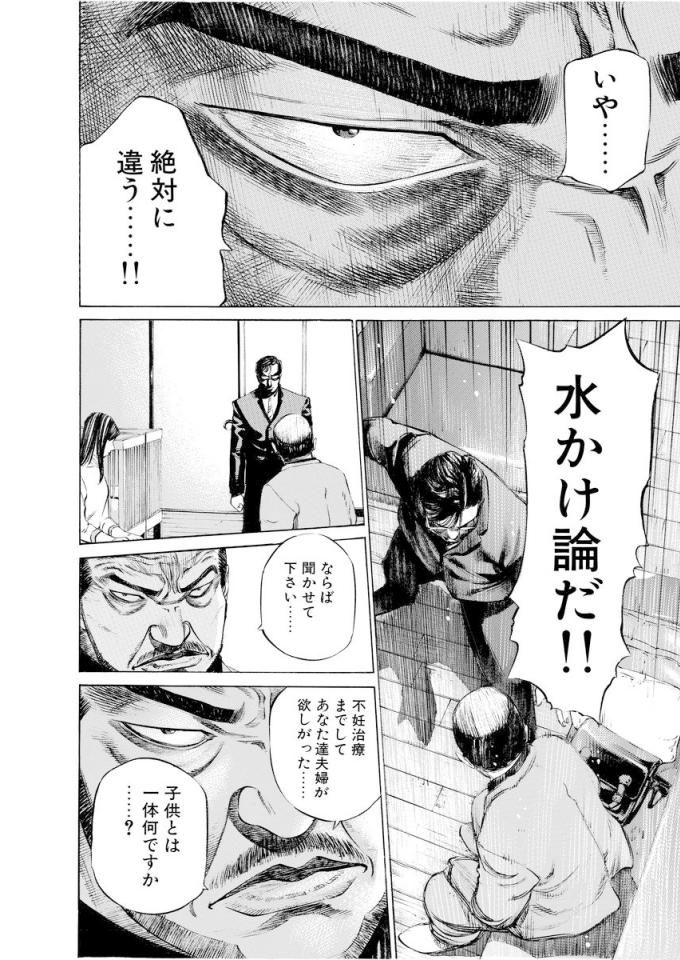 いや……
絶対に
違う……!!
水かけ論だ!!
ならば
聞かせて
下さい……
不妊治療
までして
あなた達夫婦が
欲しがった……
子供とは
一体何ですか
……?